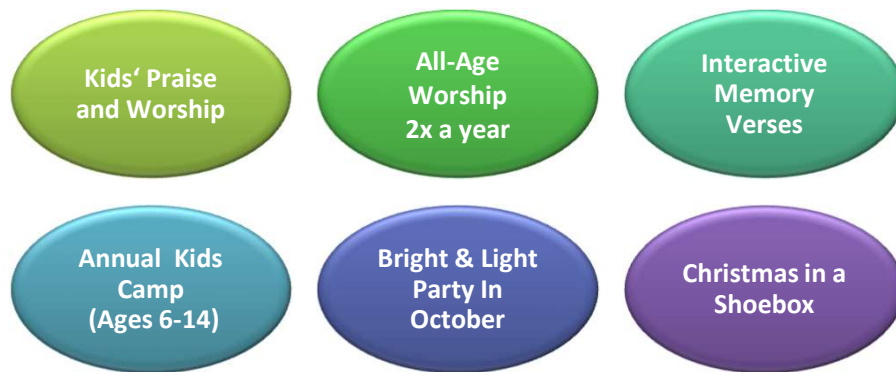 Kids‘ Praise
and Worship
All-Age
Worship
2x a year
Interactive
Memory
Verses
Annual  Kids
Camp
(Ages 6-14)
Bright & Light
Party In
October
Christmas in a
Shoebox